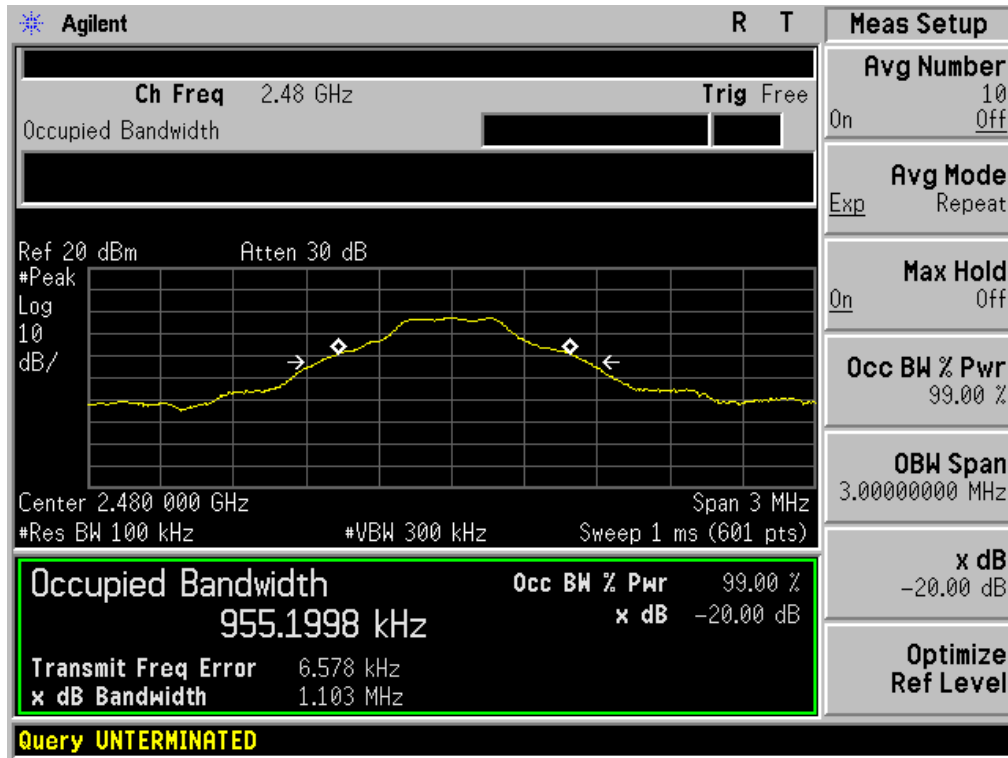 Agilent R T
Ch Freq 2.48 GHz Trig Free
Occupied Bandwidth
Ref 20 dBm Atten 30 dB
#Peak
Log
10
dB/
Center 2.480 000 GHz Span 3 MHz
#Res BW 100 kHz #VBW 300 kHz Sweep 1 ms (601 pts)
Occupied Bandwidth Occ BW % Pwr 99.00 %
955.1998 kHz x dB -20.00 dB
Transmit Freq Error 6.578 kHz
x dB Bandwidth 1.103 MHz
Query UNTERMINATED
Meas Setup
Avg Number
10
On Off
Avg Mode
Exp Repeat
Max Hold
On Off
Occ BW % Pwr
99.00 %
OBW Span
3.00000000 MHz
x dB
-20.00 dB
Optimize
Ref Level